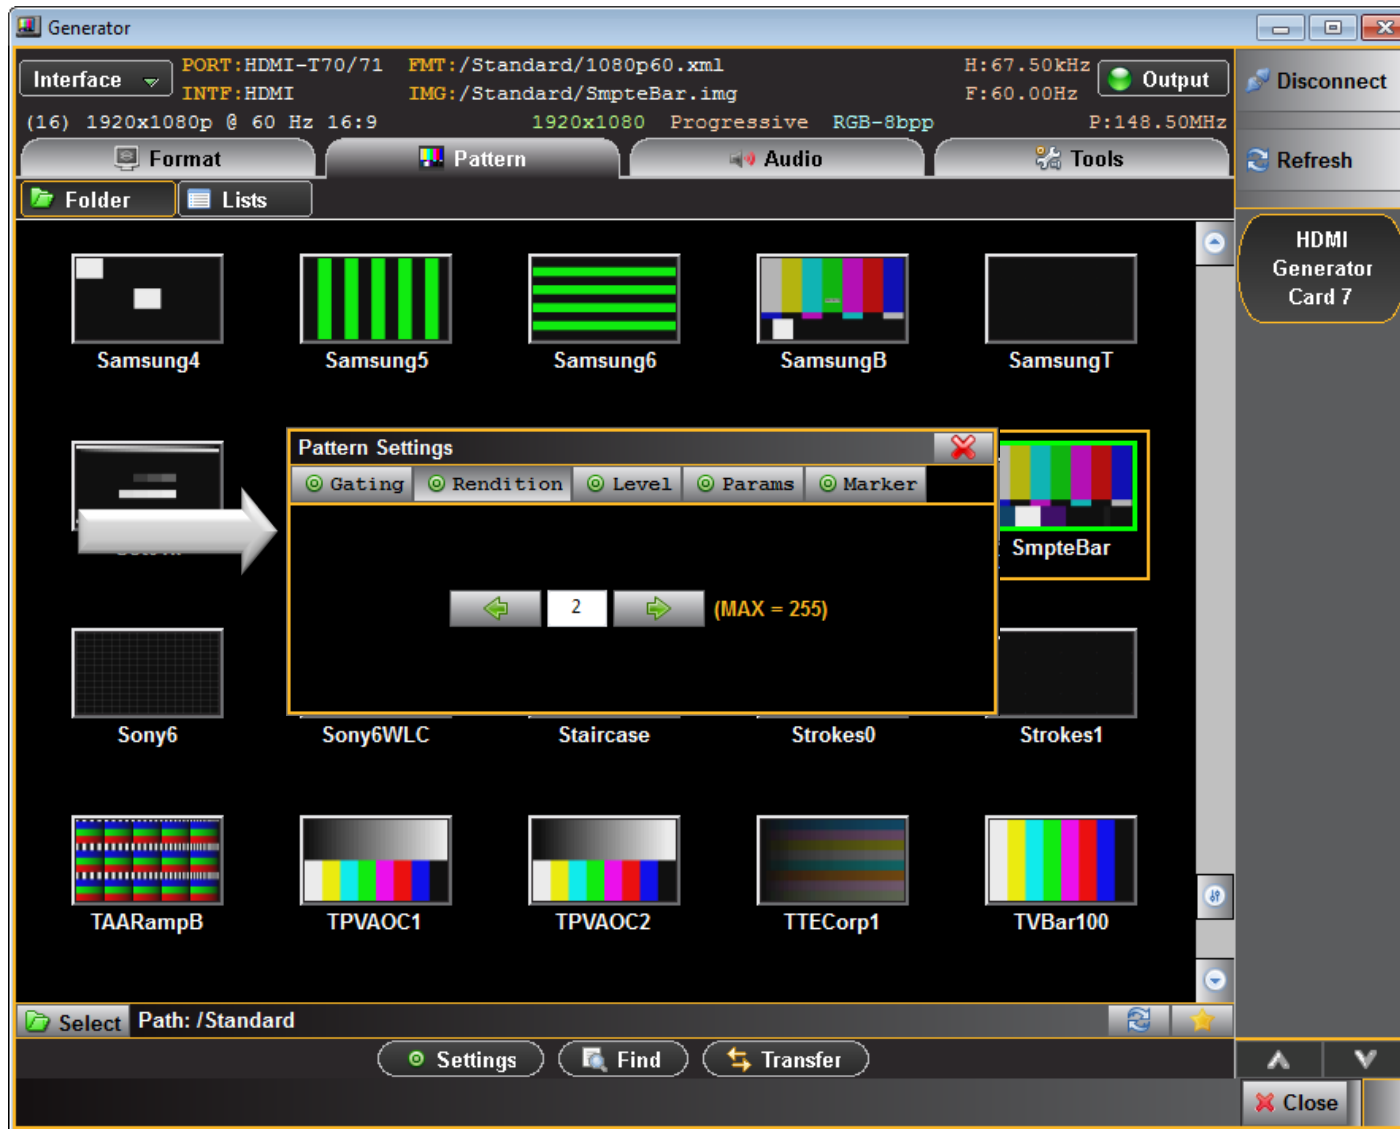 Generator
Interface
PORT:HDMI-T70/71 FMT:/Standard/1080p60.xml H:67.50kHz
INTF:HDMI IMG:/Standard/SmpteBar.img F:60.00Hz
Output
(16) 1920x1080p @ 60 Hz 16:9 1920x1080 Progressive RGB-8bpp P:148.50MHz
Disconnect
Format Pattern Audio Tools
Refresh
Folder Lists
HDMI
Generator
Card 7
Samsung4 Samsung5 Samsung6 SamsungB SamsungT
Pattern Settings
Gating Rendition Level Params Marker
2 (MAX = 255)
SmpteBar
Sony6 Sony6WLC Staircase Strokes0 Strokes1
TAARampB TPVAOC1 TPVAOC2 TTECorp1 TVBar100
Select Path: /Standard
Settings Find Transfer
Close